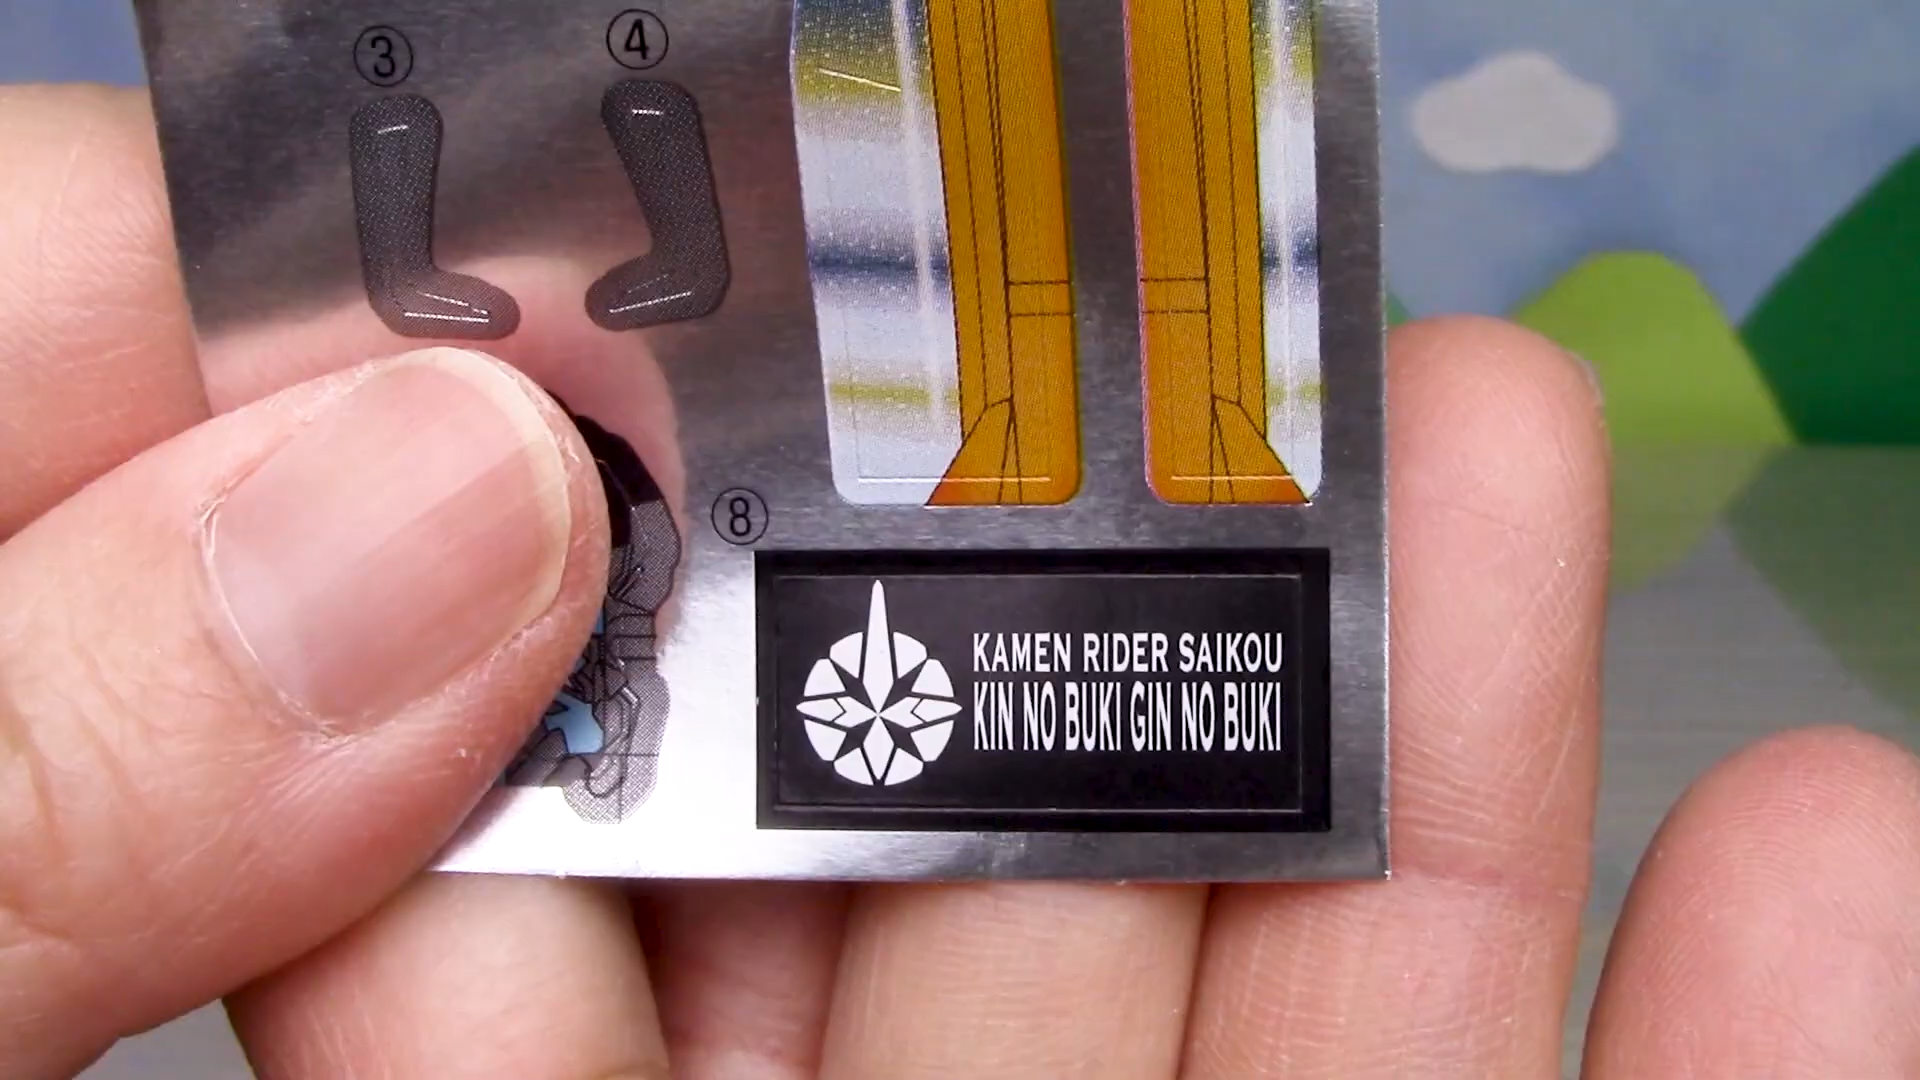 ③
④
⑧
KAMEN RIDER SAIKOU
KIN NO BUKI GIN NO BUKI